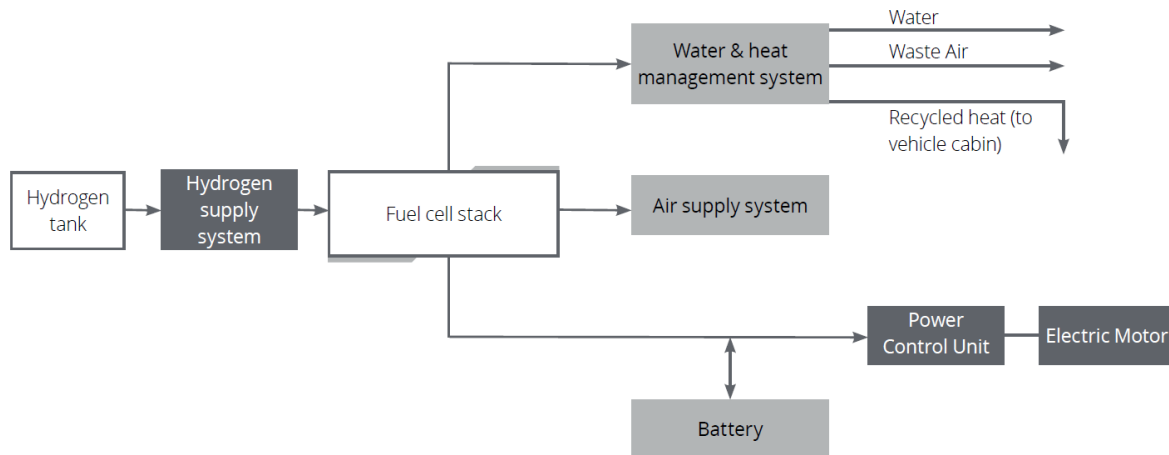 Water
Water & heat
management system
Waste Air
Recycled heat (to
vehicle cabin)
Hydrogen
tank
Hydrogen
supply
system
Fuel cell stack
Air supply system
Power
Control Unit
Electric Motor
Battery